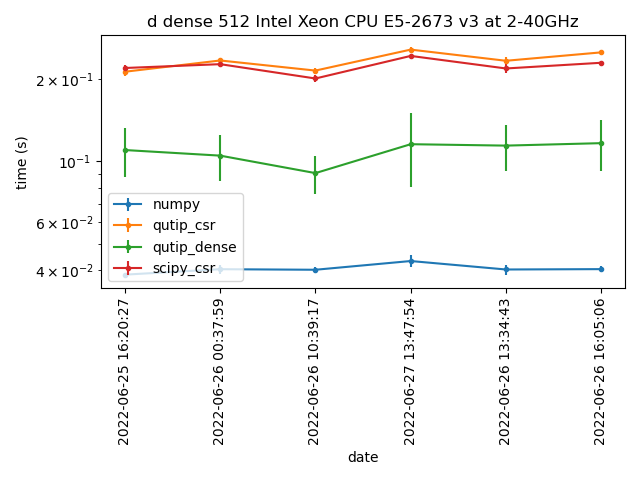 d dense 512 Intel Xeon CPU E5-2673 v3 at 2-40GHz
time (s)
2 × 10⁻¹
10⁻¹
6 × 10⁻²
4 × 10⁻²
numpy
qutip_csr
qutip_dense
scipy_csr
2022-06-25 16:20:27
2022-06-26 00:37:59
2022-06-26 10:39:17
2022-06-27 13:47:54
2022-06-26 13:34:43
2022-06-26 16:05:06
date